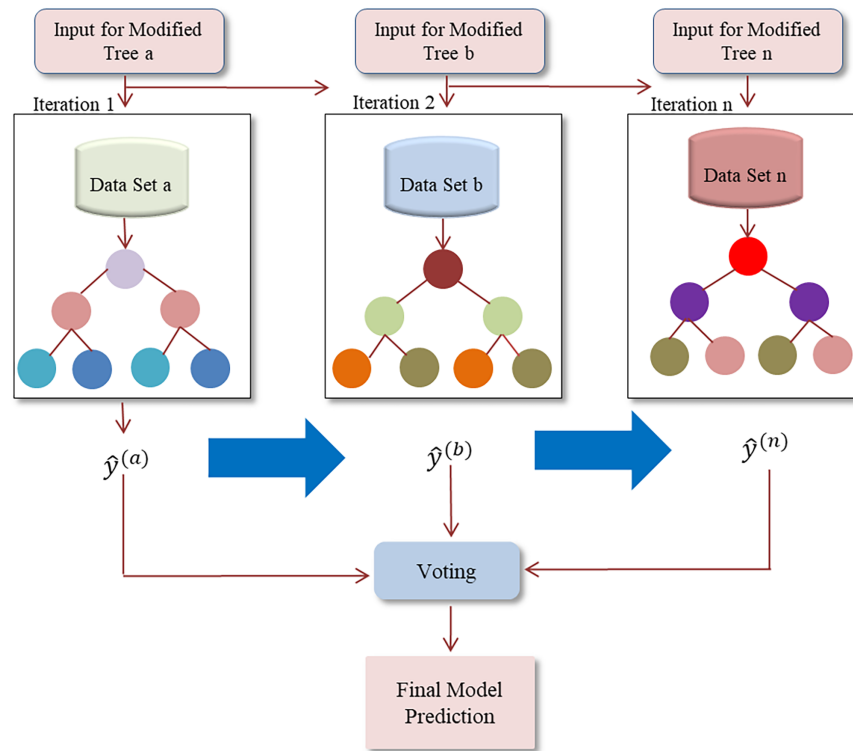 Input for Modified
Tree a
Input for Modified
Tree b
Input for Modified
Tree n
Iteration 1
Iteration 2
Iteration n
Data Set a
Data Set b
Data Set n
ŷ⁽ᵃ⁾
ŷ⁽ᵇ⁾
ŷ⁽ⁿ⁾
Voting
Final Model
Prediction